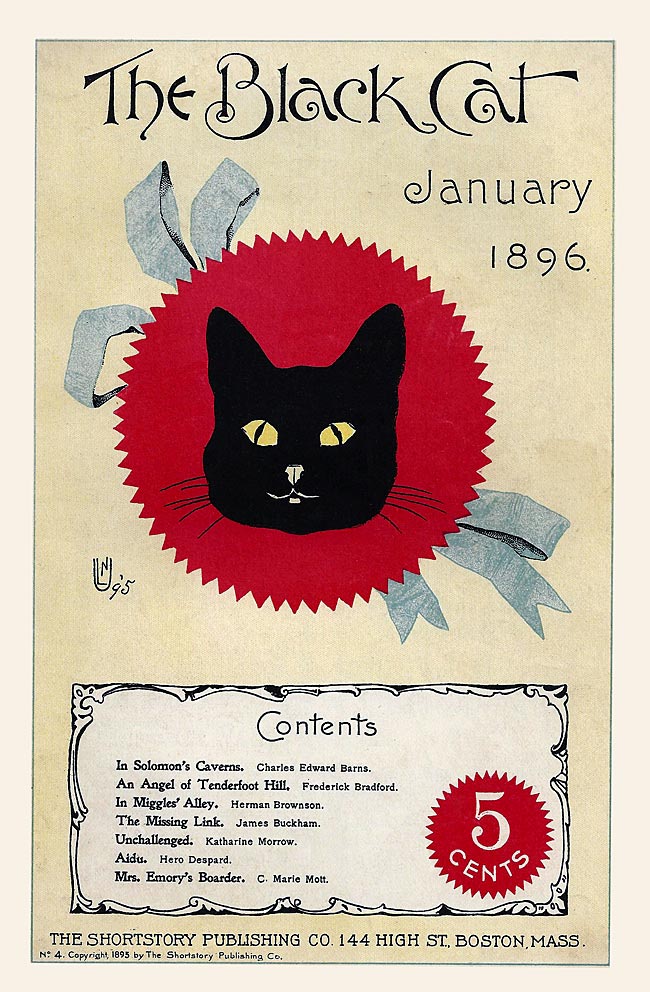 The Black Cat
January
1896.
'95
Contents
In Solomon's Caverns. Charles Edward Barns.
An Angel of Tenderfoot Hill. Frederick Bradford.
In Miggles' Alley. Herman Brownson.
The Missing Link. James Buckham.
Unchallenged. Katharine Morrow.
Aidu. Hero Despard.
Mrs. Emory's Boarder. C. Marie Mott.
5
CENTS
THE SHORTSTORY PUBLISHING CO. 144 HIGH ST., BOSTON, MASS.
No. 4. Copyright, 1895 by The Shortstory Publishing Co.